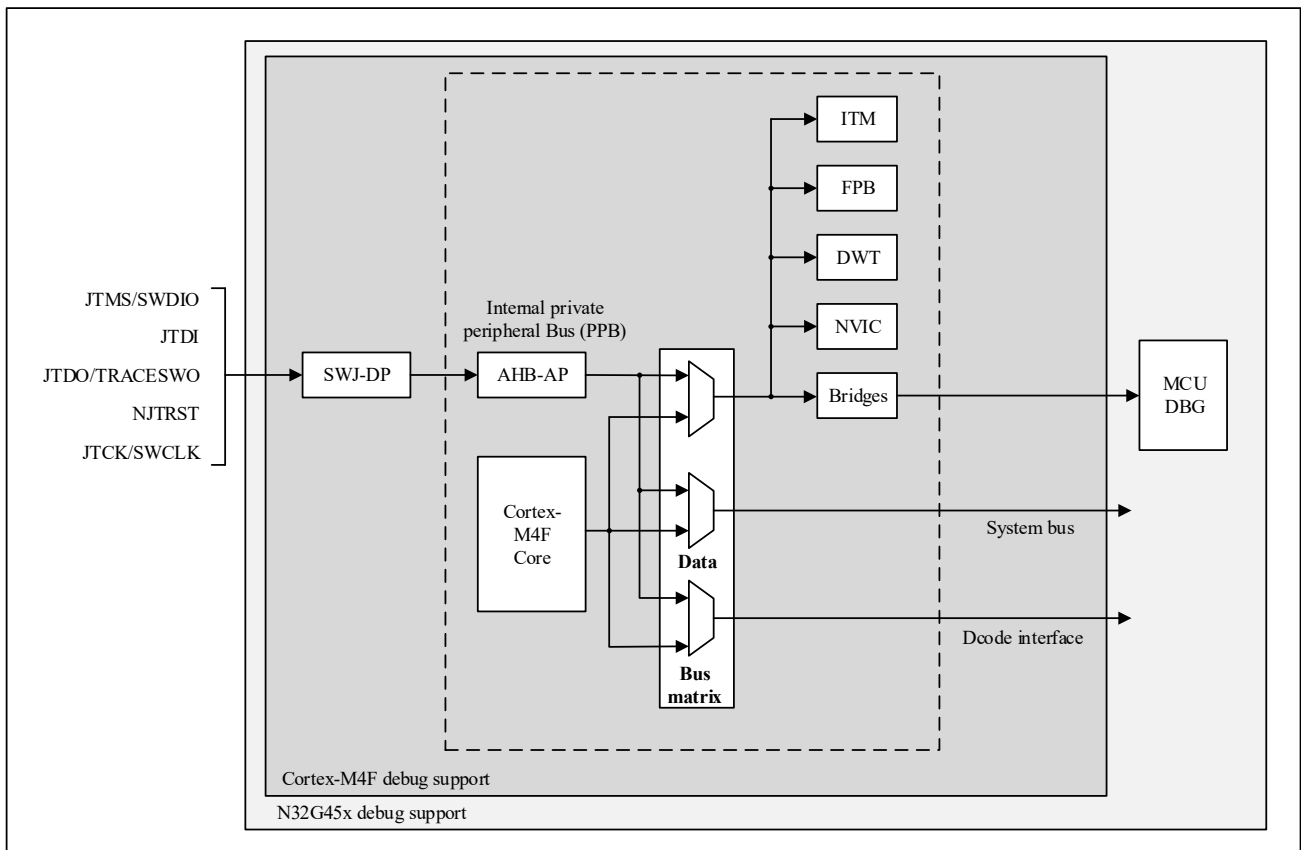 ITM
FPB
DWT
NVIC
Bridges
MCU
DBG
JTMS/SWDIO
JTDI
JTDO/TRACESWO
NJTRST
JTCK/SWCLK
SWJ-DP
Internal private
peripheral Bus (PPB)
AHB-AP
Cortex-
M4F
Core
Data
Bus
matrix
System bus
Dcode interface
Cortex-M4F debug support
N32G45x debug support